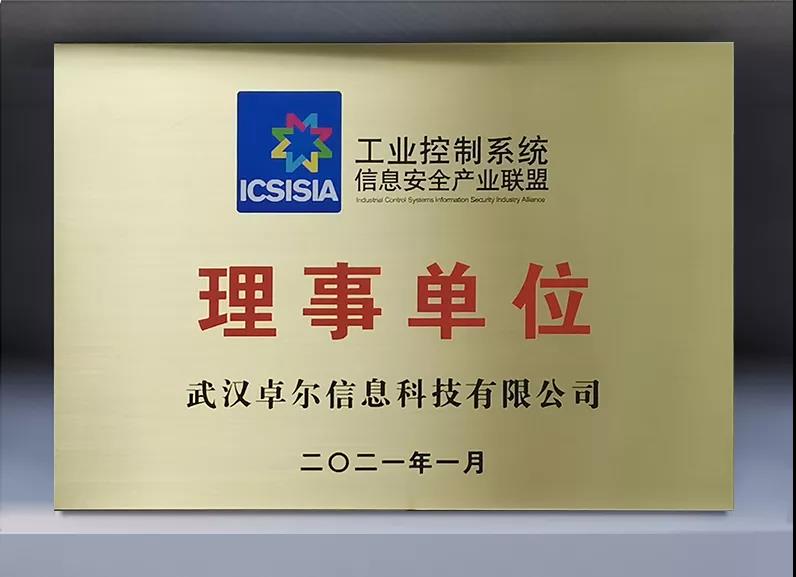 ICSISIA
工业控制系统
信息安全产业联盟
Industrial Control Systems Information Security Industry Alliance
理事单位
武汉卓尔信息科技有限公司
二〇二一年一月